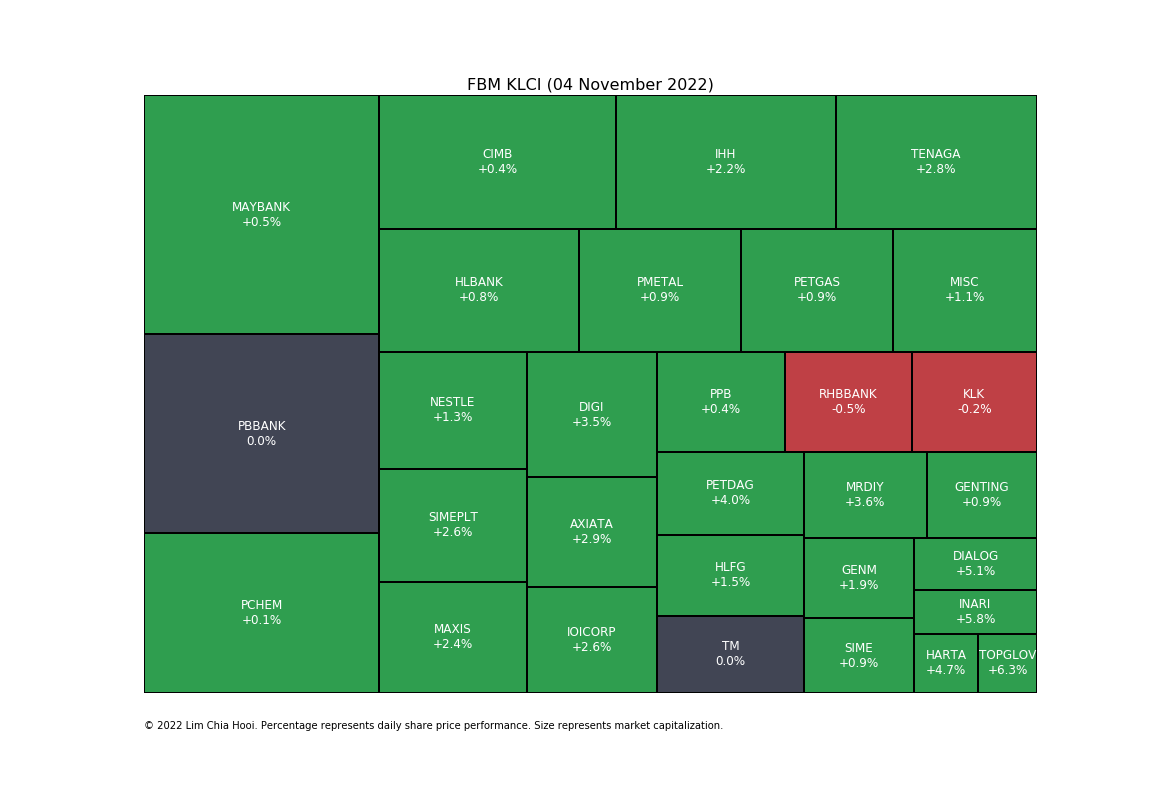 FBM KLCI (04 November 2022)
MAYBANK
+0.5%
PBBANK
0.0%
PCHEM
+0.1%
CIMB
+0.4%
IHH
+2.2%
TENAGA
+2.8%
HLBANK
+0.8%
PMETAL
+0.9%
PETGAS
+0.9%
MISC
+1.1%
NESTLE
+1.3%
SIMEPLT
+2.6%
MAXIS
+2.4%
DIGI
+3.5%
AXIATA
+2.9%
IOICORP
+2.6%
PPB
+0.4%
RHBBANK
-0.5%
KLK
-0.2%
PETDAG
+4.0%
HLFG
+1.5%
TM
0.0%
MRDIY
+3.6%
GENTING
+0.9%
GENM
+1.9%
SIME
+0.9%
DIALOG
+5.1%
INARI
+5.8%
HARTA
+4.7%
TOPGLOV
+6.3%
© 2022 Lim Chia Hooi. Percentage represents daily share price performance. Size represents market capitalization.